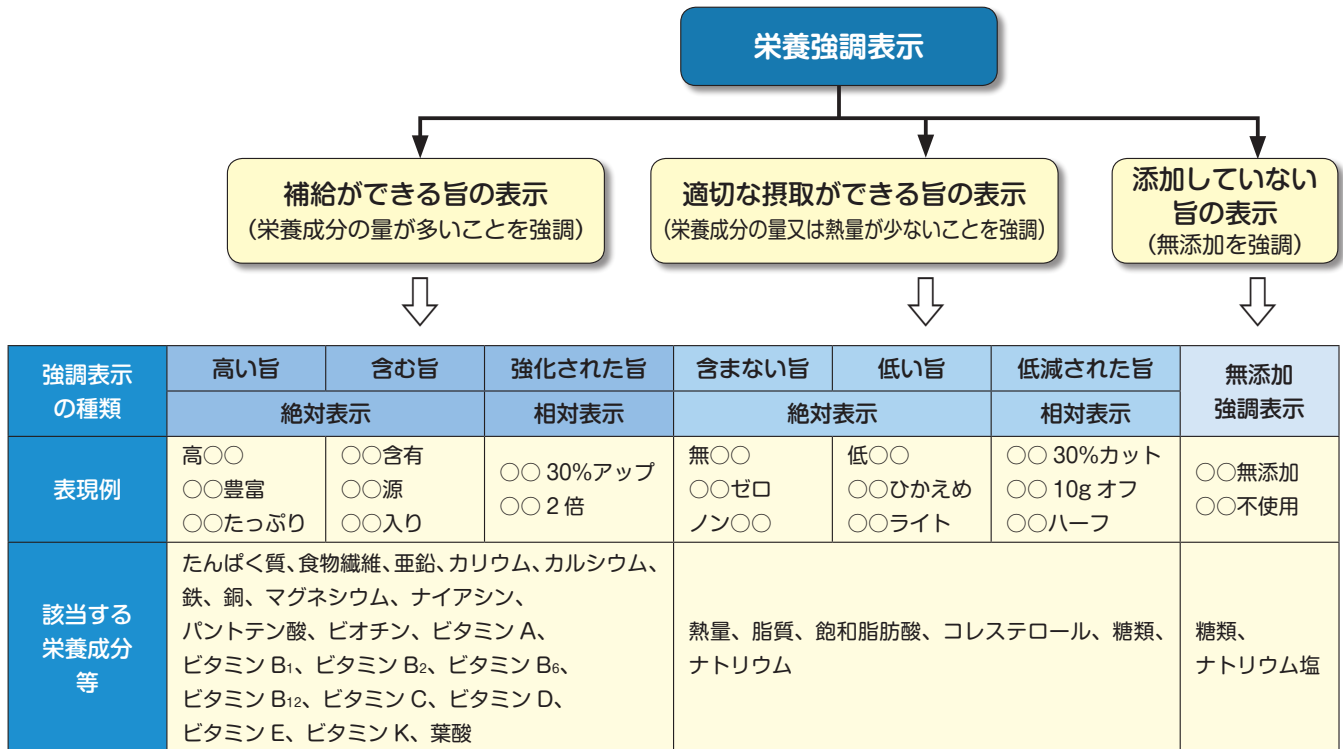 栄養強調表示
補給ができる旨の表示
（栄養成分の量が多いことを強調）
適切な摂取ができる旨の表示
（栄養成分の量又は熱量が少ないことを強調）
添加していない
旨の表示
（無添加を強調）
強調表示
の種類
高い旨
含む旨
強化された旨
含まない旨
低い旨
低減された旨
無添加
強調表示
絶対表示
相対表示
絶対表示
相対表示
表現例
高○○
○○豊富
○○たっぷり
○○含有
○○源
○○入り
○○ 30%アップ
○○ 2 倍
無○○
○○ゼロ
ノン○○
低○○
○○ひかえめ
○○ライト
○○ 30%カット
○○ 10g オフ
○○ハーフ
○○無添加
○○不使用
該当する
栄養成分
等
たんぱく質、食物繊維、亜鉛、カリウム、カルシウム、
鉄、銅、マグネシウム、ナイアシン、
パントテン酸、ビオチン、ビタミン A、
ビタミン B₁、ビタミン B₂、ビタミン B₆、
ビタミン B₁₂、ビタミン C、ビタミン D、
ビタミン E、ビタミン K、葉酸
熱量、脂質、飽和脂肪酸、コレステロール、糖類、
ナトリウム
糖類、
ナトリウム塩